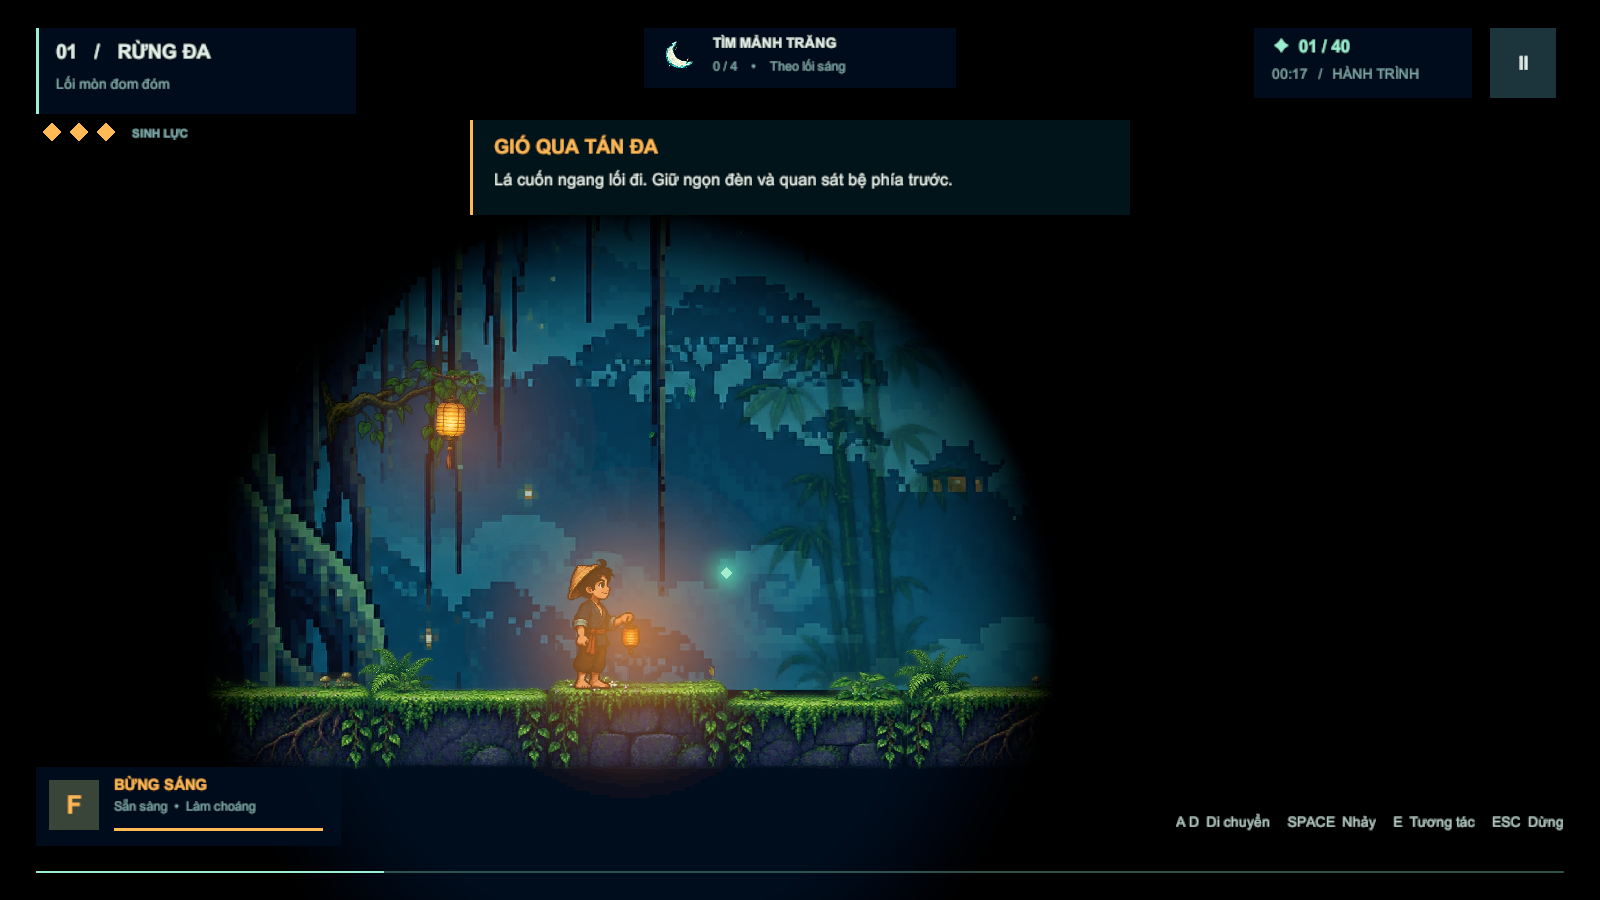 01 / RỪNG ĐA
Lối mòn đom đóm
SINH LỰC
TÌM MẢNH TRĂNG
0 / 4 • Theo lối sáng
01 / 40
00:17 / HÀNH TRÌNH
GIÓ QUA TÁN ĐA
Lá cuốn ngang lối đi. Giữ ngọn đèn và quan sát bệ phía trước.
F
BỪNG SÁNG
Sẵn sàng • Làm choáng
A D Di chuyển SPACE Nhảy E Tương tác ESC Dừng